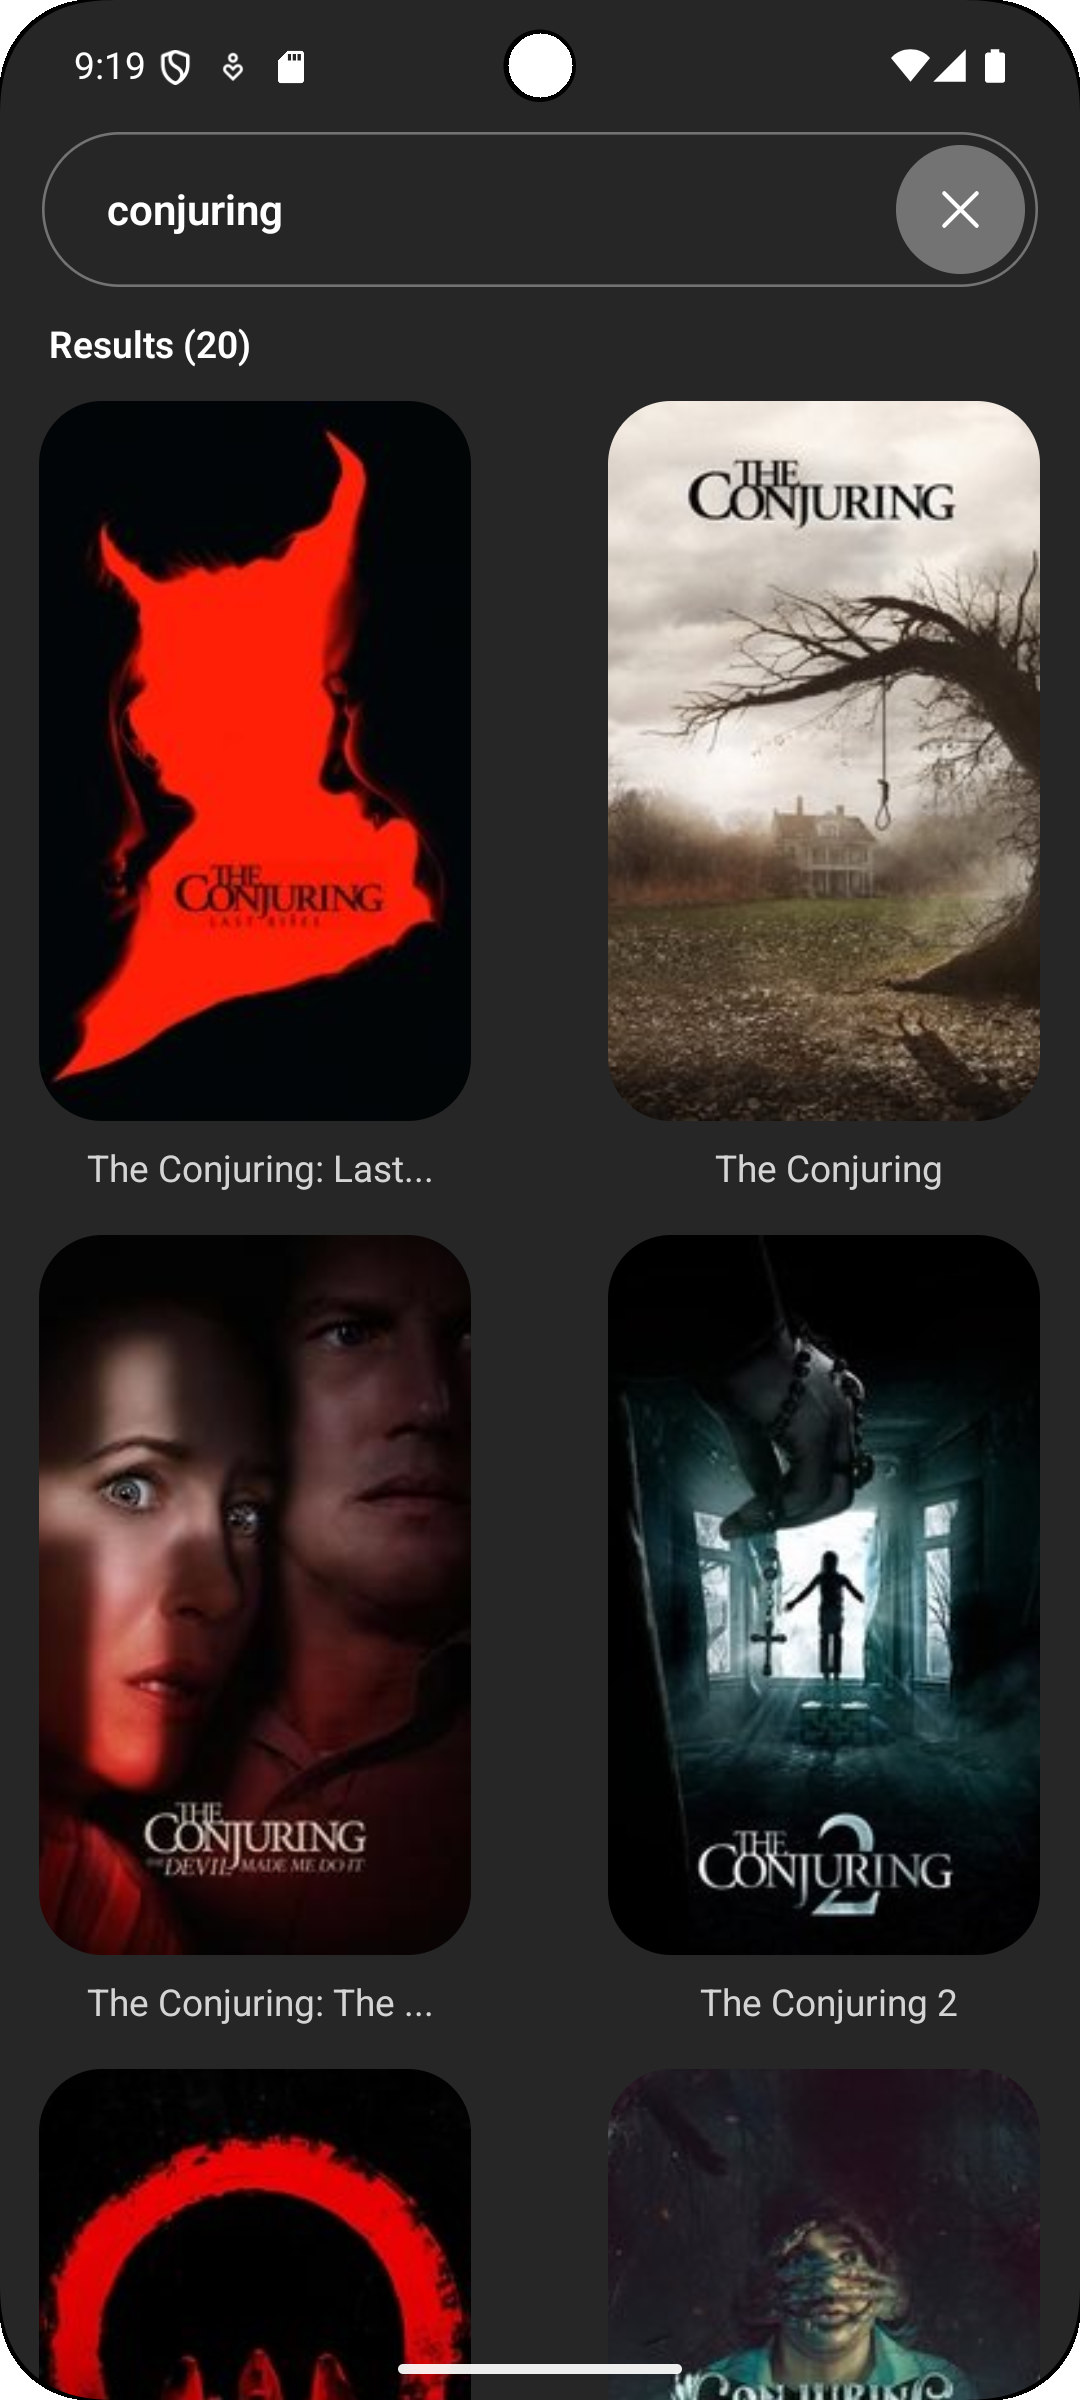 9:19
conjuring
Results (20)
THE
CONJURING
LAST RITES
THE
CONJURING
The Conjuring: Last...
The Conjuring
THE
CONJURING
THE DEVIL MADE ME DO IT
THE
CONJURING 2
The Conjuring: The ...
The Conjuring 2
CONJURING